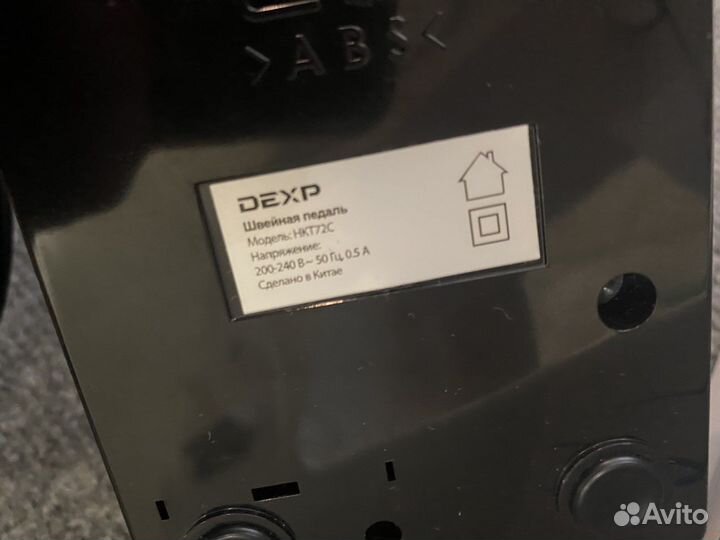 >ABS<
DEXP
Швейная педаль
Модель: HKT72C
Напряжение:
200-240 В~ 50 Гц, 0.5 А
Сделано в Китае
Avito